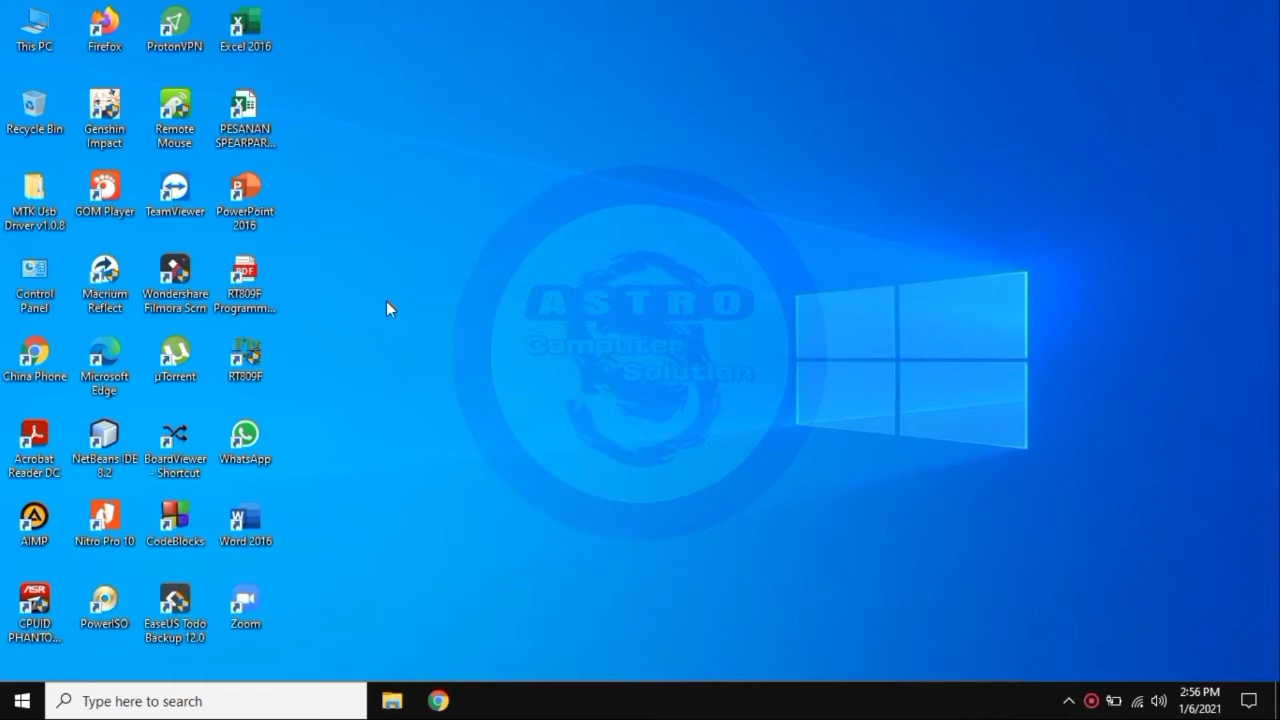 This PC
Firefox
ProtonVPN
Excel 2016
Recycle Bin
Genshin
Impact
Remote
Mouse
PESANAN
SPEARPAR...
MTK Usb
Driver v1.0.8
GOM Player
TeamViewer
PowerPoint
2016
Control
Panel
Macrium
Reflect
Wondershare
Filmora Scrn
PDF
RT809F
Programm...
China Phone
Microsoft
Edge
µTorrent
Fix
RT809F
Acrobat
Reader DC
NetBeans IDE
8.2
BoardViewer
- Shortcut
WhatsApp
AIMP
Nitro Pro 10
CodeBlocks
Word 2016
ASR
CPUID
PHANTO...
PowerISO
EaseUS Todo
Backup 12.0
Zoom
ASTRO
Computer
Solution
Type here to search
2:56 PM
1/6/2021